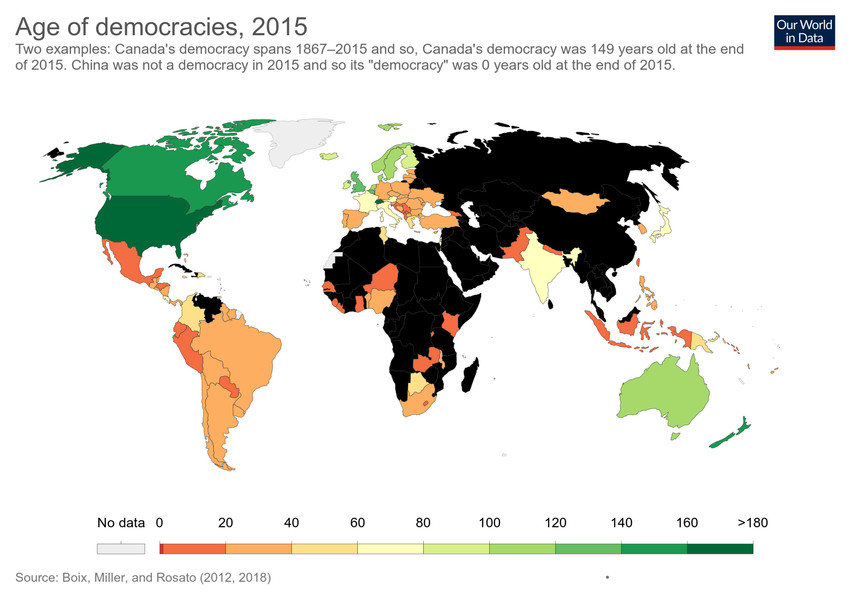 Age of democracies, 2015
Our World
in Data
Two examples: Canada's democracy spans 1867–2015 and so, Canada's democracy was 149 years old at the end
of 2015. China was not a democracy in 2015 and so its "democracy" was 0 years old at the end of 2015.
No data 0 20 40 60 80 100 120 140 160 >180
Source: Boix, Miller, and Rosato (2012, 2018)